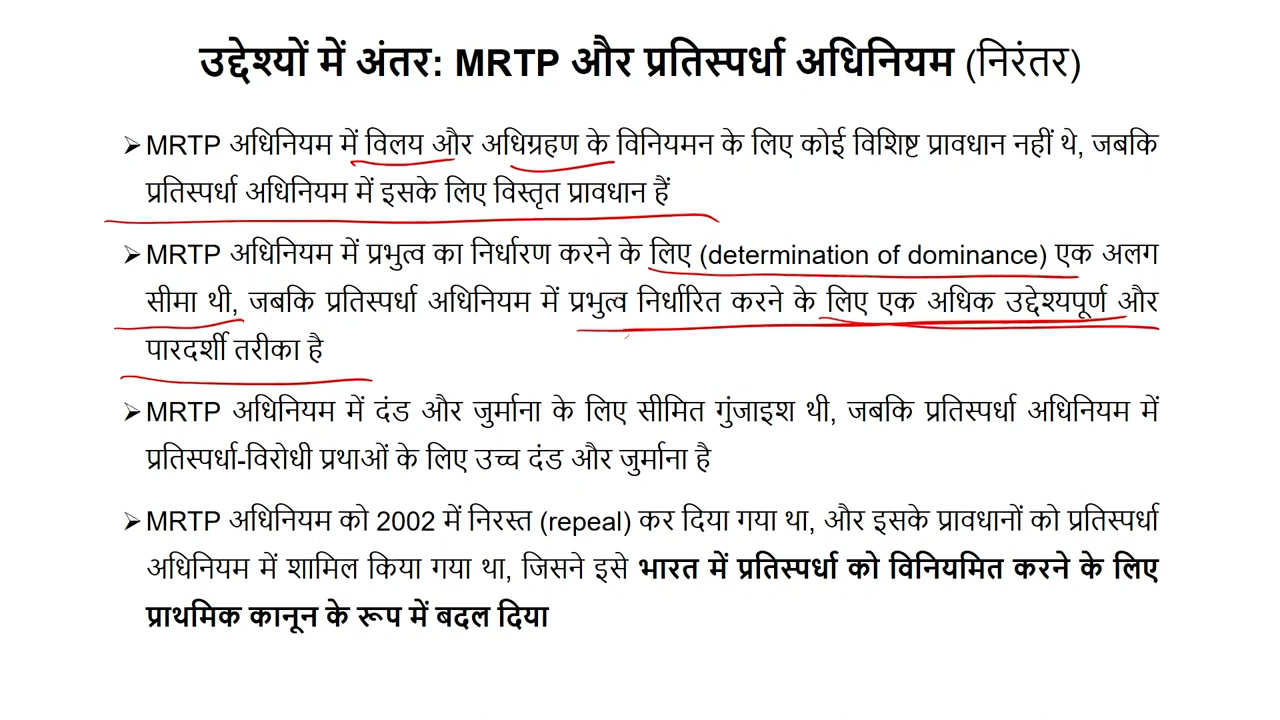 उद्देश्यों में अंतर: MRTP और प्रतिस्पर्धा अधिनियम (निरंतर)
➢MRTP अधिनियम में विलय और अधिग्रहण के विनियमन के लिए कोई विशिष्ट प्रावधान नहीं थे, जबकि
प्रतिस्पर्धा अधिनियम में इसके लिए विस्तृत प्रावधान हैं
➢MRTP अधिनियम में प्रभुत्व का निर्धारण करने के लिए (determination of dominance) एक अलग
सीमा थी, जबकि प्रतिस्पर्धा अधिनियम में प्रभुत्व निर्धारित करने के लिए एक अधिक उद्देश्यपूर्ण और
पारदर्शी तरीका है
➢MRTP अधिनियम में दंड और जुर्माना के लिए सीमित गुंजाइश थी, जबकि प्रतिस्पर्धा अधिनियम में
प्रतिस्पर्धा-विरोधी प्रथाओं के लिए उच्च दंड और जुर्माना है
➢MRTP अधिनियम को 2002 में निरस्त (repeal) कर दिया गया था, और इसके प्रावधानों को प्रतिस्पर्धा
अधिनियम में शामिल किया गया था, जिसने इसे भारत में प्रतिस्पर्धा को विनियमित करने के लिए
प्राथमिक कानून के रूप में बदल दिया